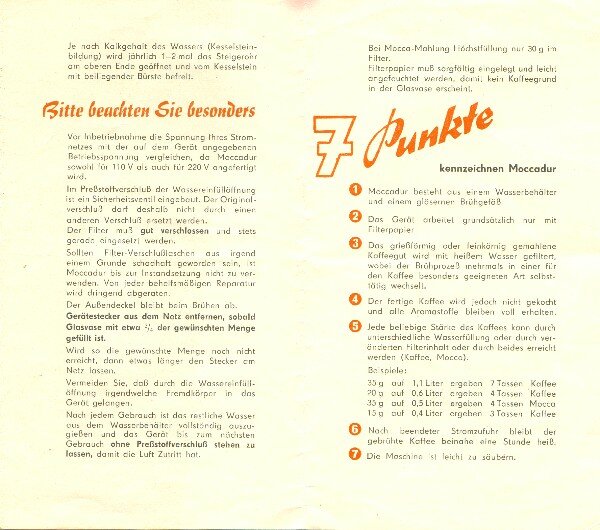 Je nach Kalkgehalt des Wassers (Kesselstein-
bildung) wird jährlich 1–2 mal das Steigerohr
am oberen Ende geöffnet und vom Kesselstein
mit beiliegender Bürste befreit.
Bitte beachten Sie besonders
Vor Inbetriebnahme die Spannung Ihres Strom-
netzes mit der auf dem Gerät angegebenen
Betriebsspannung vergleichen, da Moccadur
sowohl für 110 V als auch für 220 V angefertigt
wird.
Im Preßstoffverschluß der Wassereinfüllöffnung
ist ein Sicherheitsventil eingebaut. Der Original-
verschluß darf deshalb nicht durch einen
anderen Verschluß ersetzt werden.
Der Filter muß gut verschlossen und stets
gerade eingesetzt werden.
Sollten Filter-Verschlußlaschen aus irgend
einem Grunde schadhaft geworden sein, ist
Moccadur bis zur Instandsetzung nicht zu ver-
wenden. Von jeder behelfsmäßigen Reparatur
wird dringend abgeraten.
Der Außendeckel bleibt beim Brühen ab.
Gerätestecker aus dem Netz entfernen, sobald
Glasvase mit etwa ²/₃ der gewünschten Menge
gefüllt ist.
Wird so die gewünschte Menge noch nicht
erreicht, dann etwas länger den Stecker am
Netz lassen.
Vermeiden Sie, daß durch die Wassereinfüll-
öffnung irgendwelche Fremdkörper in das
Gerät gelangen.
Nach jedem Gebrauch ist das restliche Wasser
aus dem Wasserbehälter vollständig auszu-
gießen und das Gerät bis zum nächsten
Gebrauch ohne Preßstoffverschluß stehen zu
lassen, damit die Luft Zutritt hat.
Bei Mocca-Mahlung Höchstfüllung nur 30 g im
Filter.
Filterpapier muß sorgfältig eingelegt und leicht
angefeuchtet werden, damit kein Kaffeegrund
in der Glasvase erscheint.
7 Punkte
kennzeichnen Moccadur
1 Moccadur besteht aus einem Wasserbehälter
und einem gläsernen Brühgefäß
2 Das Gerät arbeitet grundsätzlich nur mit
Filterpapier
3 Das grießförmig oder feinkörnig gemahlene
Kaffeegut wird mit heißem Wasser gefiltert,
wobei der Brühprozeß mehrmals in einer für
den Kaffee besonders geeigneten Art selbst-
tätig wechselt.
4 Der fertige Kaffee wird jedoch nicht gekocht
und alle Aromastoffe bleiben voll erhalten.
5 Jede beliebige Stärke des Kaffees kann durch
unterschiedliche Wasserfüllung oder durch ver-
änderten Filterinhalt oder durch beides erreicht
werden (Kaffee, Mocca).
Beispiele:
35 g auf 1,1 Liter ergeben 7 Tassen Kaffee
20 g auf 0,6 Liter ergeben 4 Tassen Kaffee
35 g auf 0,5 Liter ergeben 4 Tassen Mocca
15 g auf 0,4 Liter ergeben 3 Tassen Kaffee
6 Nach beendeter Stromzufuhr bleibt der
gebrühte Kaffee beinahe eine Stunde heiß.
7 Die Maschine ist leicht zu säubern.